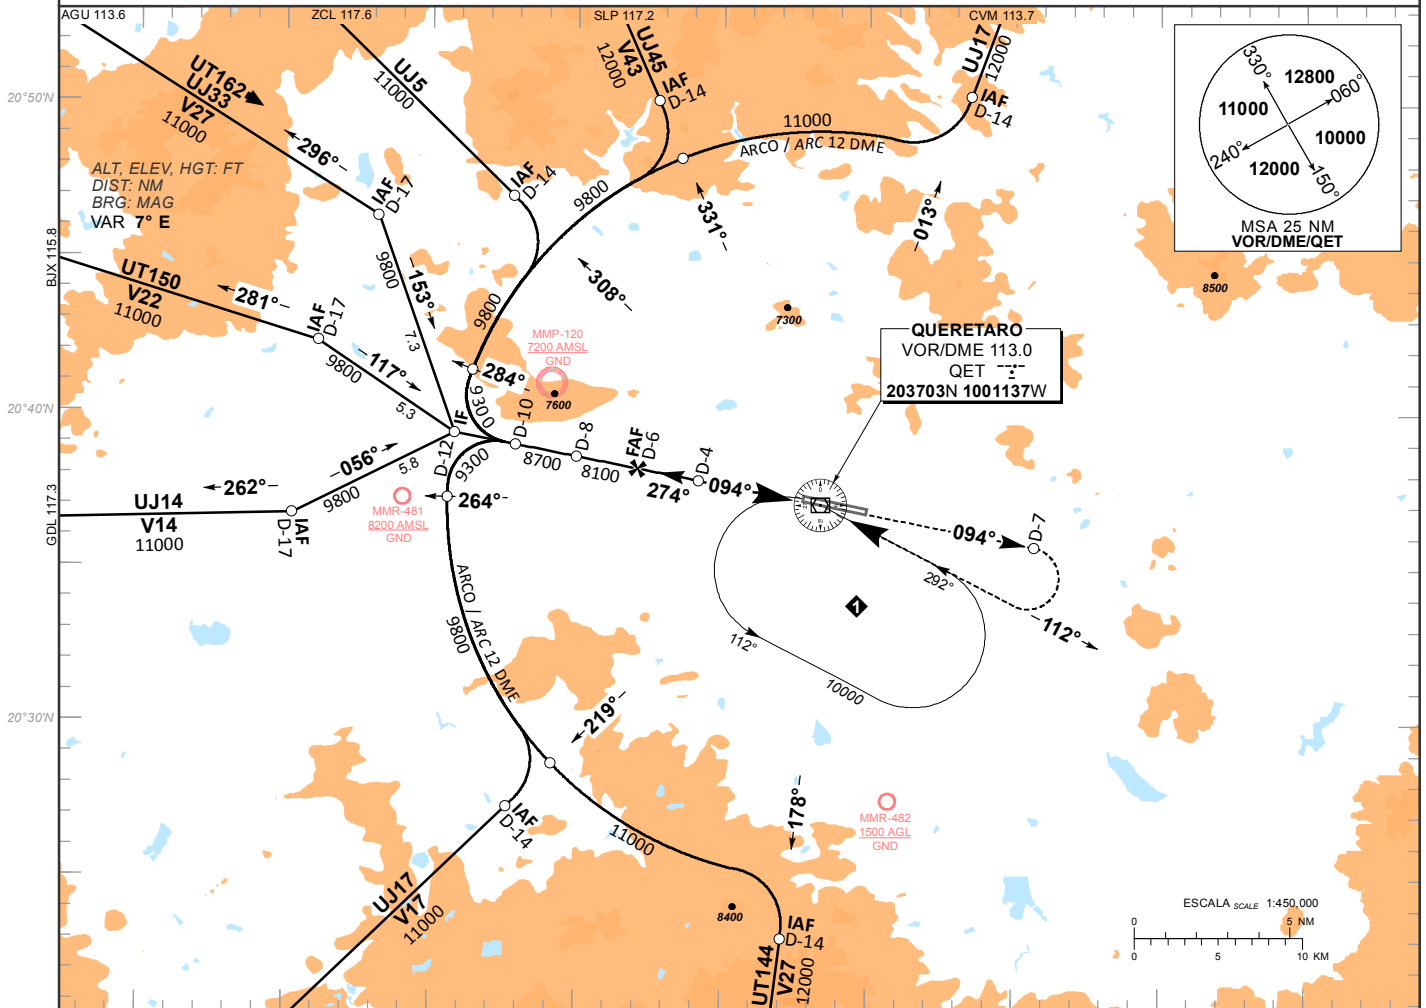 AGU 113.6
ZCL 117.6
SLP 117.2
CVM 113.7
UT162
UJ33
V27
11000
UJ5
11000
UJ45
V43
12000
IAF
D-14
UJ17
12000
IAF
D-14
20°50'N
330°
12800
060°
11000
10000
240°
12000
150°
MSA 25 NM
VOR/DME/QET
11000
ARCO / ARC 12 DME
296°
ALT, ELEV, HGT: FT
DIST: NM
BRG: MAG
VAR 7° E
IAF
D-17
IAF
D-14
9800
331°
013°
BJX 115.8
UT150
V22
11000
281°
IAF
D-17
9800
153°
7.3
308°
9800
8500
7300
QUERETARO
VOR/DME 113.0
QET
203703N 1001137W
MMP-120
7200 AMSL
GND
7600
117°
9800
5.3
284°
9300
20°40'N
IF
D-12
D-10
8700
D-8
8100
FAF
D-6
274°
D-4
094°
056°
5.8
9800
9300
262°
264°
GDL 117.3
UJ14
V14
11000
IAF
D-17
MMR-481
8200 AMSL
GND
094°
D-7
292°
112°
1
112°
10000
ARCO / ARC 12 DME
9800
20°30'N
219°
178°
MMR-482
1500 AGL
GND
IAF
D-14
11000
UJ17
V17
11000
8400
IAF
D-14
UT144
V27
12000
ESCALA SCALE 1:450,000
0 5 NM
0 5 10 KM